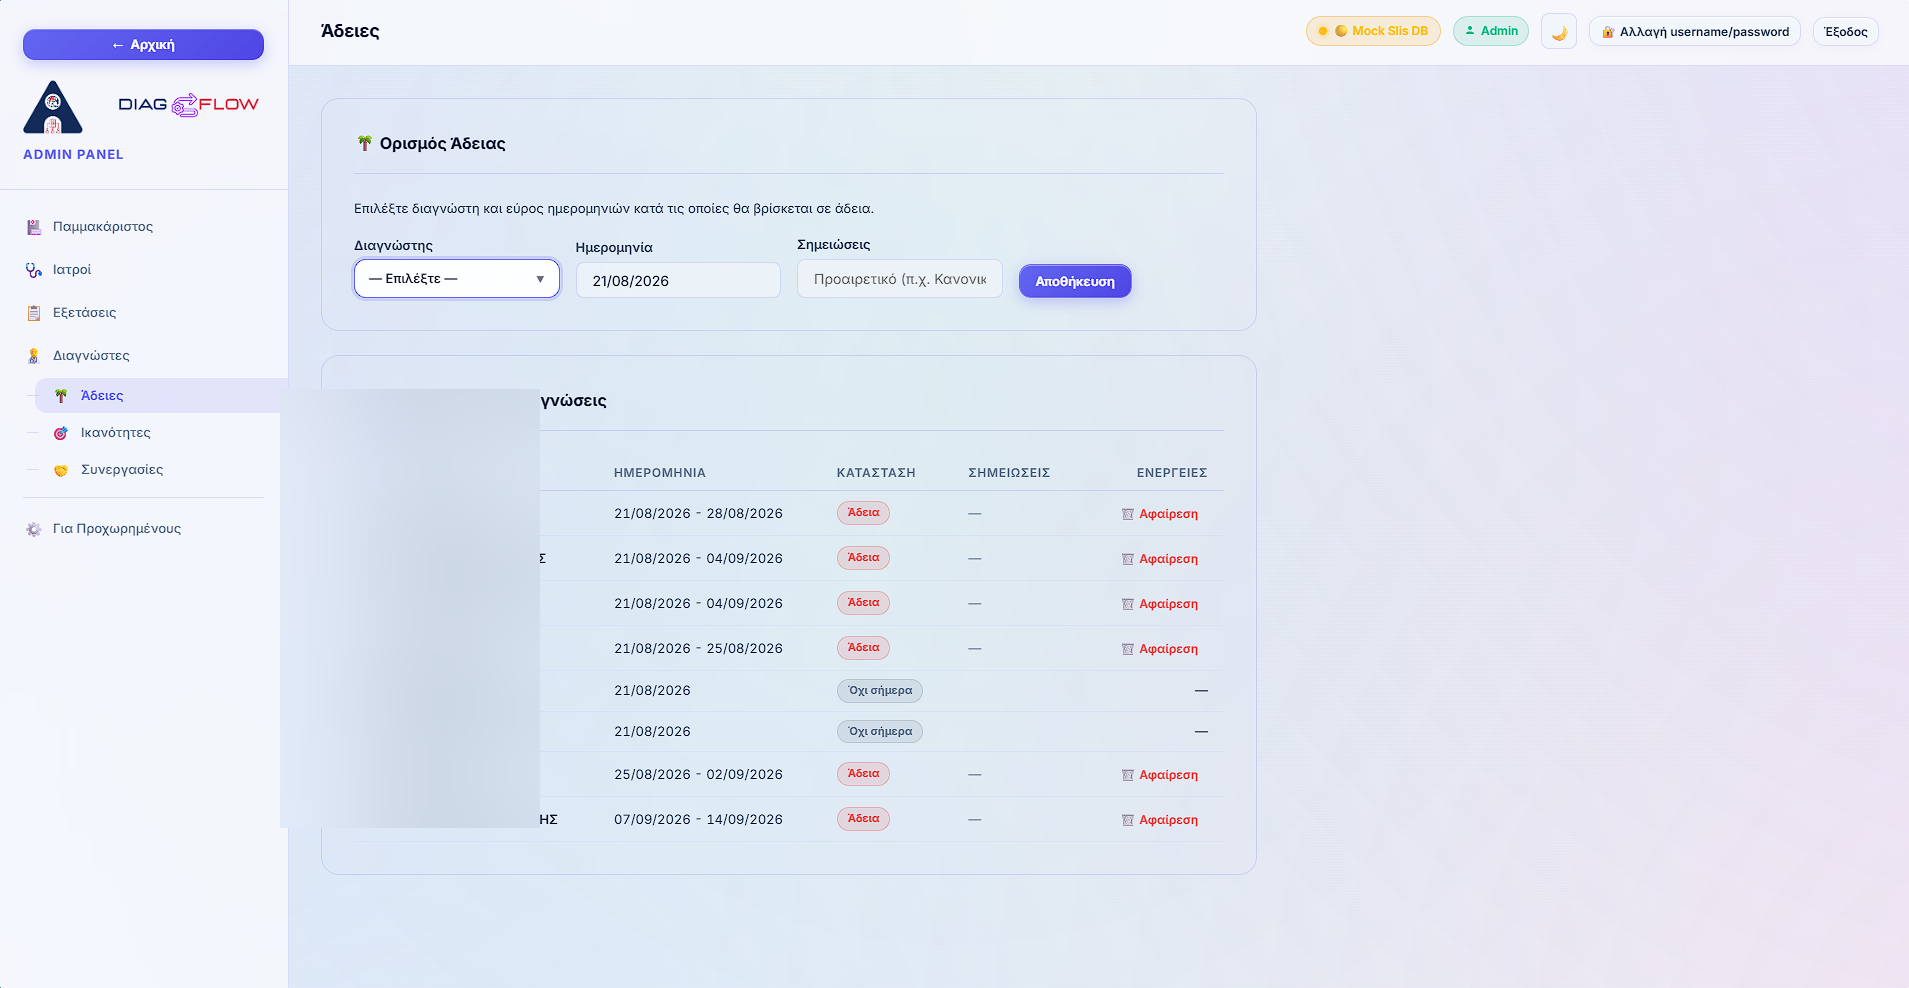 ← Αρχική
DIAG FLOW
ADMIN PANEL
Παμμακάριστος
Ιατροί
Εξετάσεις
Διαγνώστες
Άδειες
Ικανότητες
Συνεργασίες
Για Προχωρημένους
Άδειες
Mock Slis DB
Admin
Αλλαγή username/password
Έξοδος
Ορισμός Άδειας
Επιλέξτε διαγνώστη και εύρος ημερομηνιών κατά τις οποίες θα βρίσκεται σε άδεια.
Διαγνώστης Ημερομηνία Σημειώσεις
— Επιλέξτε — ▼ 21/08/2026 Προαιρετικό (π.χ. Κανονικ Αποθήκευση
γνώσεις
ΗΜΕΡΟΜΗΝΙΑ ΚΑΤΑΣΤΑΣΗ ΣΗΜΕΙΩΣΕΙΣ ΕΝΕΡΓΕΙΕΣ
21/08/2026 - 28/08/2026 Άδεια — Αφαίρεση
Σ 21/08/2026 - 04/09/2026 Άδεια — Αφαίρεση
21/08/2026 - 04/09/2026 Άδεια — Αφαίρεση
21/08/2026 - 25/08/2026 Άδεια — Αφαίρεση
21/08/2026 Όχι σήμερα —
21/08/2026 Όχι σήμερα —
25/08/2026 - 02/09/2026 Άδεια — Αφαίρεση
ΗΣ 07/09/2026 - 14/09/2026 Άδεια — Αφαίρεση